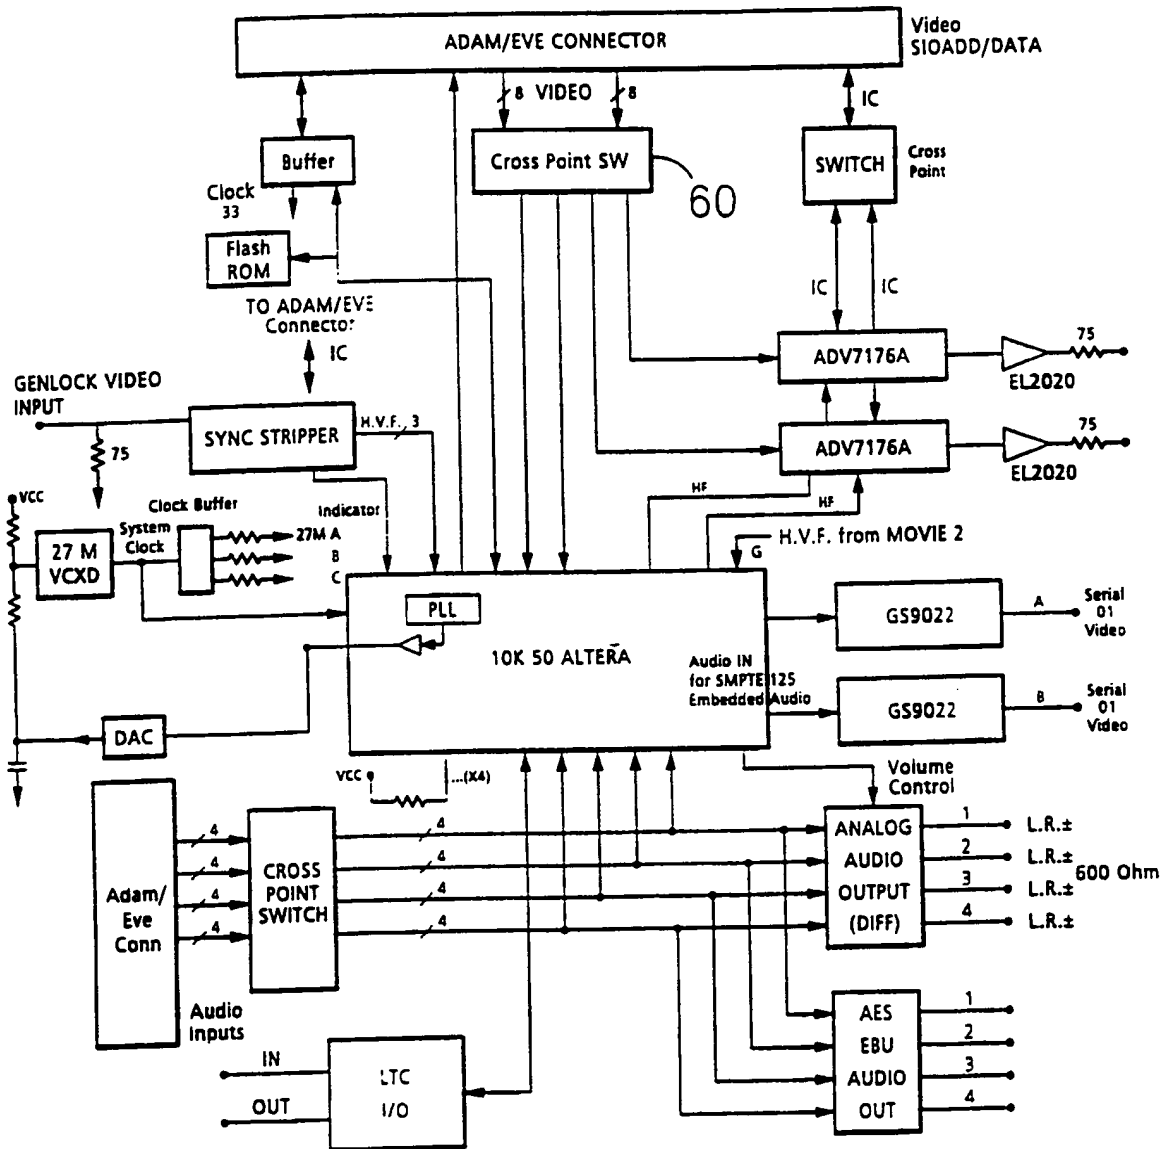 ADAM/EVE CONNECTOR
Video
SIOADD/DATA
8 VIDEO 8
IC
Buffer
Cross Point SW
SWITCH
Cross
Point
60
Clock
33
Flash
ROM
TO ADAM/EVE
Connector
IC
IC
IC
GENLOCK VIDEO
INPUT
75
SYNC STRIPPER
H.V.F. 3
ADV7176A
EL2020
75
ADV7176A
EL2020
75
HF
HF
H.V.F. from MOVIE 2
G
VCC
27 M
VCXD
System
Clock
Clock Buffer
Indicator
27M A
B
C
PLL
10K 50 ALTERA
Audio IN
for SMPTE 125
Embedded Audio
GS9022
A
Serial
01
Video
GS9022
B
Serial
01
Video
DAC
VCC
...(X4)
Volume
Control
Adam/
Eve
Conn
4
4
4
4
CROSS
POINT
SWITCH
4
4
4
4
ANALOG
AUDIO
OUTPUT
(DIFF)
1 L.R.±
2 L.R.±
3 L.R.±
4 L.R.±
600 Ohm
Audio
Inputs
AES
EBU
AUDIO
OUT
1
2
3
4
IN
OUT
LTC
I/O